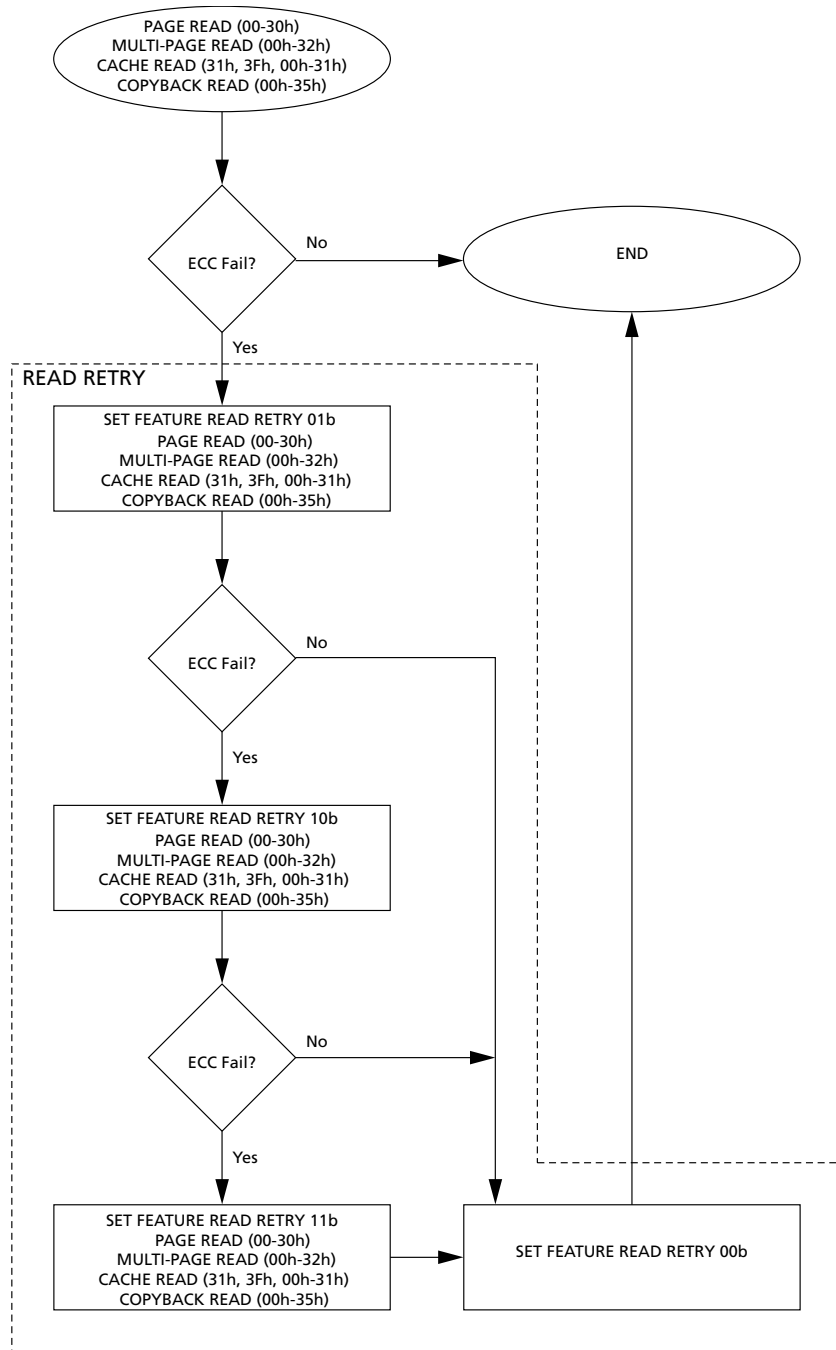 PAGE READ (00-30h)
MULTI-PAGE READ (00h-32h)
CACHE READ (31h, 3Fh, 00h-31h)
COPYBACK READ (00h-35h)
ECC Fail?
No
END
Yes
READ RETRY
SET FEATURE READ RETRY 01b
PAGE READ (00-30h)
MULTI-PAGE READ (00h-32h)
CACHE READ (31h, 3Fh, 00h-31h)
COPYBACK READ (00h-35h)
ECC Fail?
No
Yes
SET FEATURE READ RETRY 10b
PAGE READ (00-30h)
MULTI-PAGE READ (00h-32h)
CACHE READ (31h, 3Fh, 00h-31h)
COPYBACK READ (00h-35h)
ECC Fail?
No
Yes
SET FEATURE READ RETRY 11b
PAGE READ (00-30h)
MULTI-PAGE READ (00h-32h)
CACHE READ (31h, 3Fh, 00h-31h)
COPYBACK READ (00h-35h)
SET FEATURE READ RETRY 00b